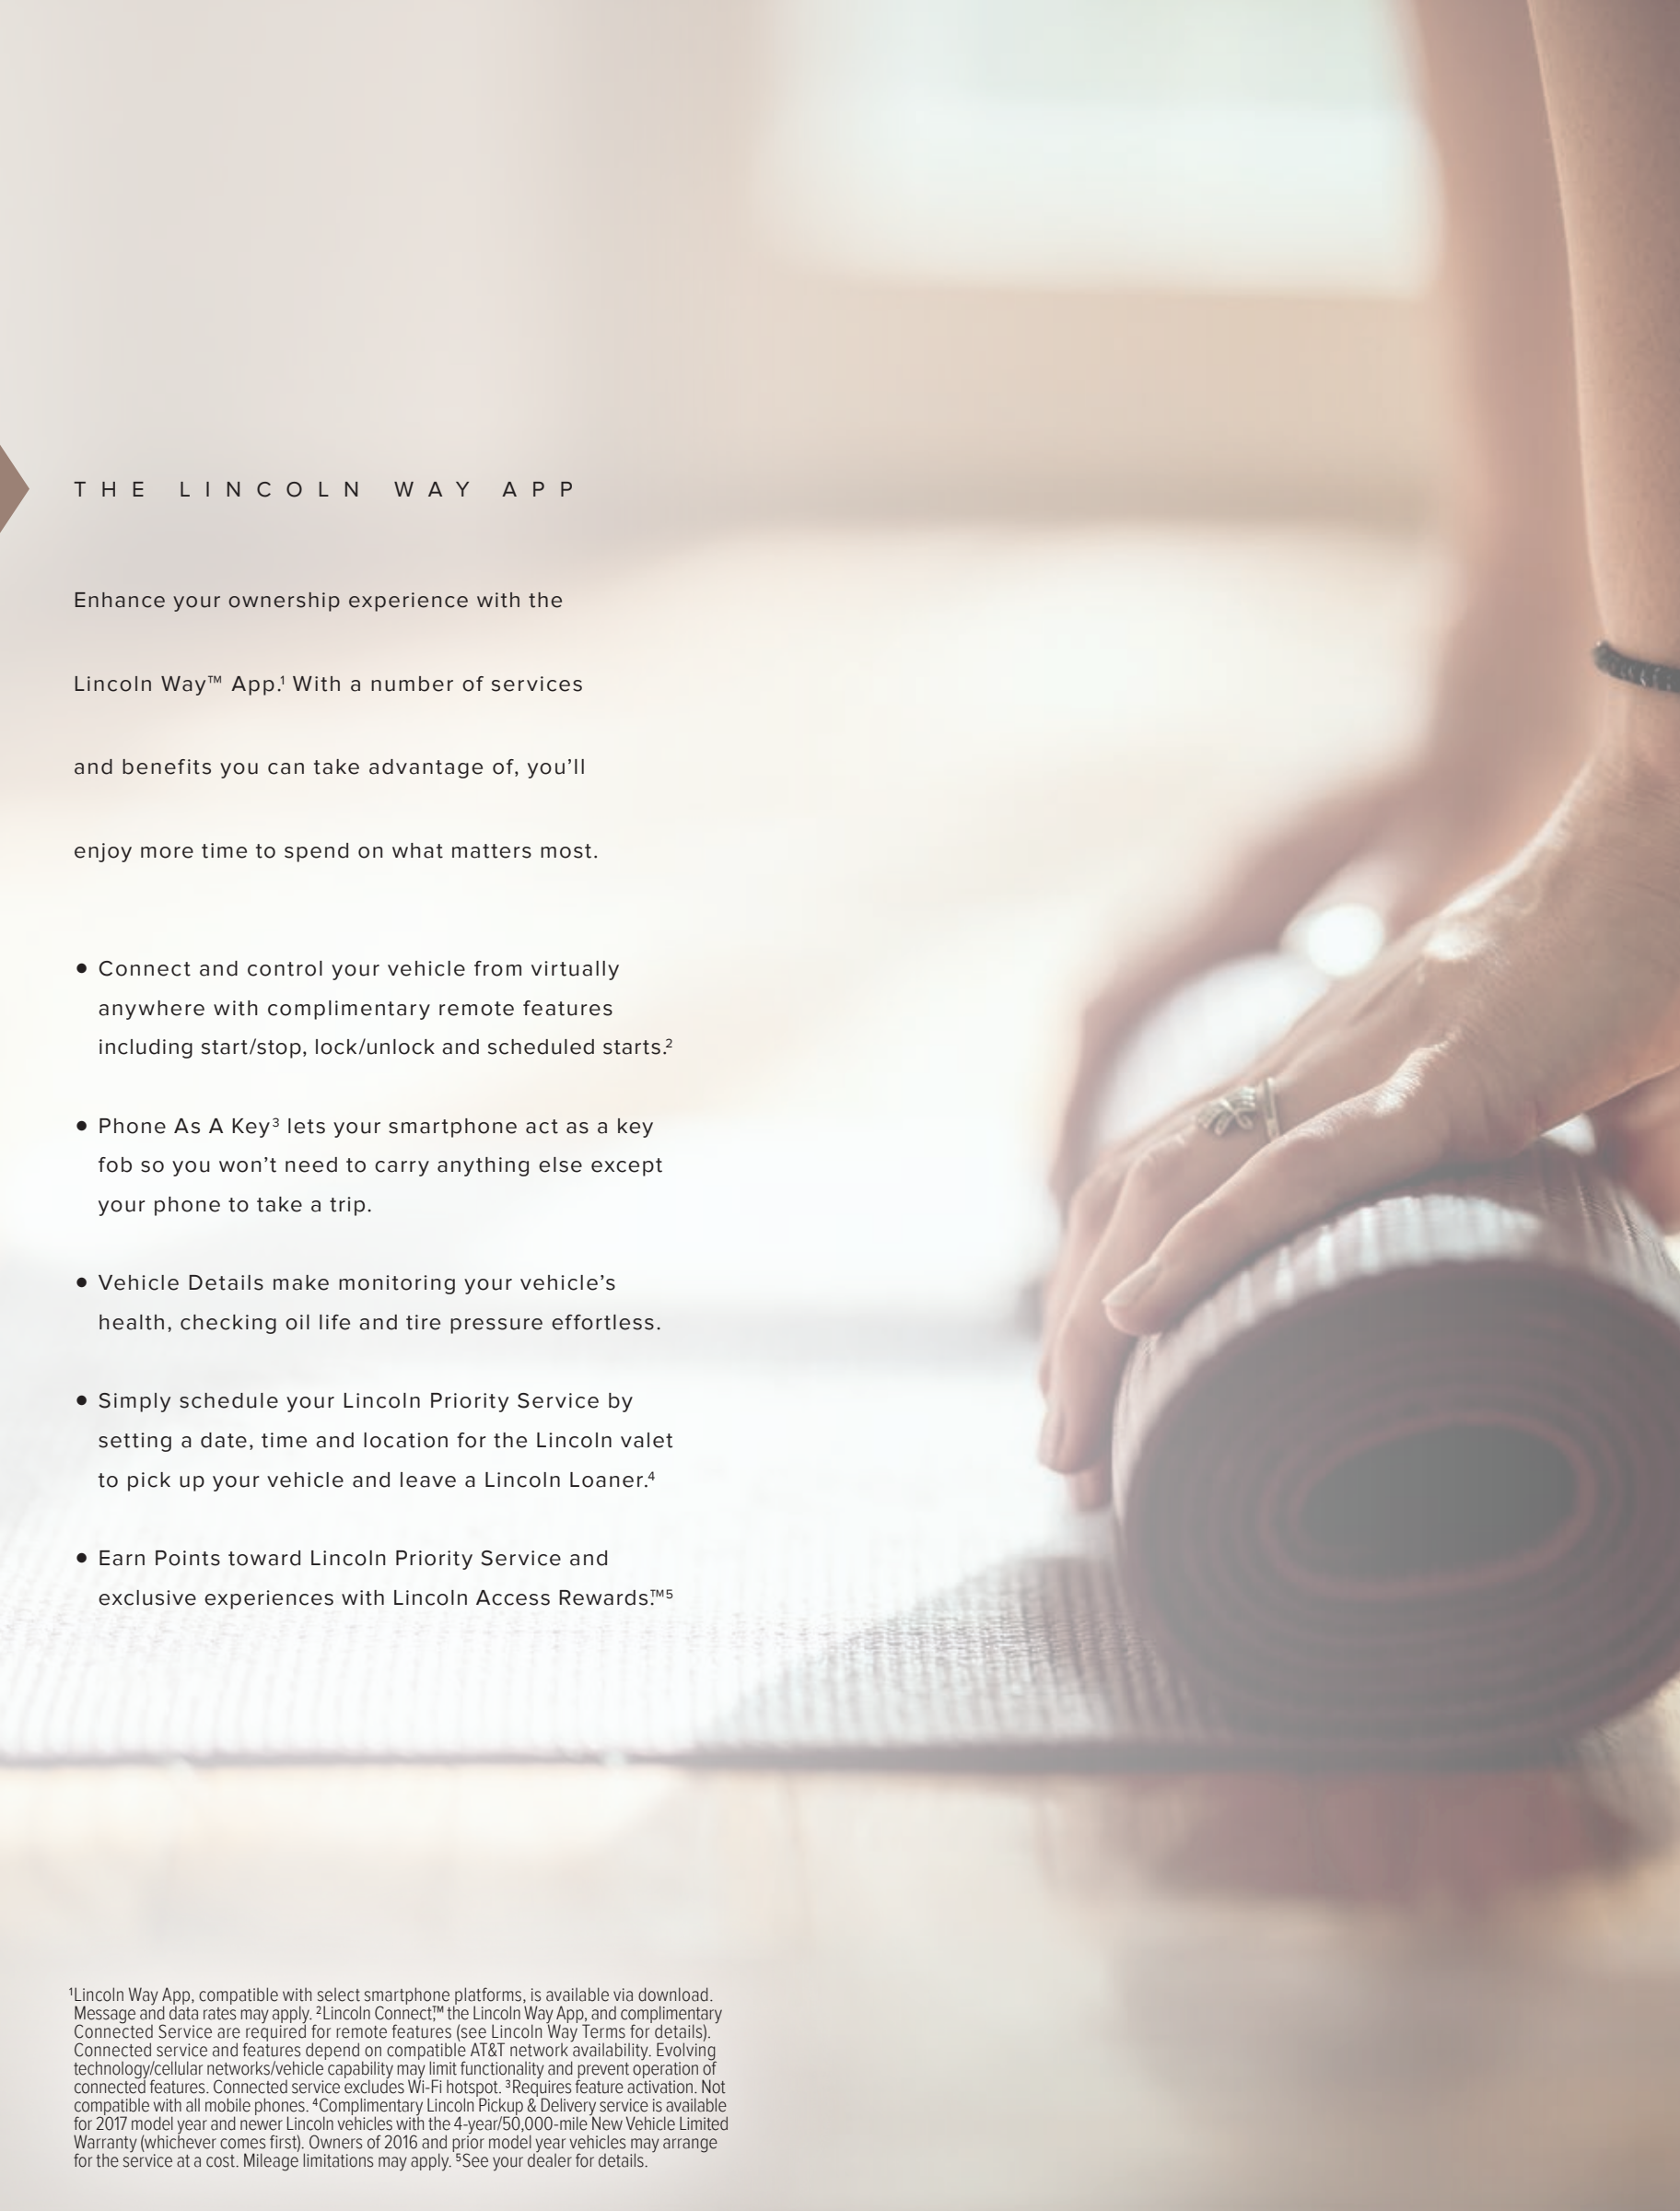 THE LINCOLN WAY APP
Enhance your ownership experience with the
Lincoln Way™ App.¹ With a number of services
and benefits you can take advantage of, you’ll
enjoy more time to spend on what matters most.
● Connect and control your vehicle from virtually
anywhere with complimentary remote features
including start/stop, lock/unlock and scheduled starts.²
● Phone As A Key³ lets your smartphone act as a key
fob so you won’t need to carry anything else except
your phone to take a trip.
● Vehicle Details make monitoring your vehicle’s
health, checking oil life and tire pressure effortless.
● Simply schedule your Lincoln Priority Service by
setting a date, time and location for the Lincoln valet
to pick up your vehicle and leave a Lincoln Loaner.⁴
● Earn Points toward Lincoln Priority Service and
exclusive experiences with Lincoln Access Rewards.™⁵
¹Lincoln Way App, compatible with select smartphone platforms, is available via download.
Message and data rates may apply. ²Lincoln Connect,™ the Lincoln Way App, and complimentary
Connected Service are required for remote features (see Lincoln Way Terms for details).
Connected service and features depend on compatible AT&T network availability. Evolving
technology/cellular networks/vehicle capability may limit functionality and prevent operation of
connected features. Connected service excludes Wi-Fi hotspot. ³Requires feature activation. Not
compatible with all mobile phones. ⁴Complimentary Lincoln Pickup & Delivery service is available
for 2017 model year and newer Lincoln vehicles with the 4-year/50,000-mile New Vehicle Limited
Warranty (whichever comes first). Owners of 2016 and prior model year vehicles may arrange
for the service at a cost. Mileage limitations may apply. ⁵See your dealer for details.